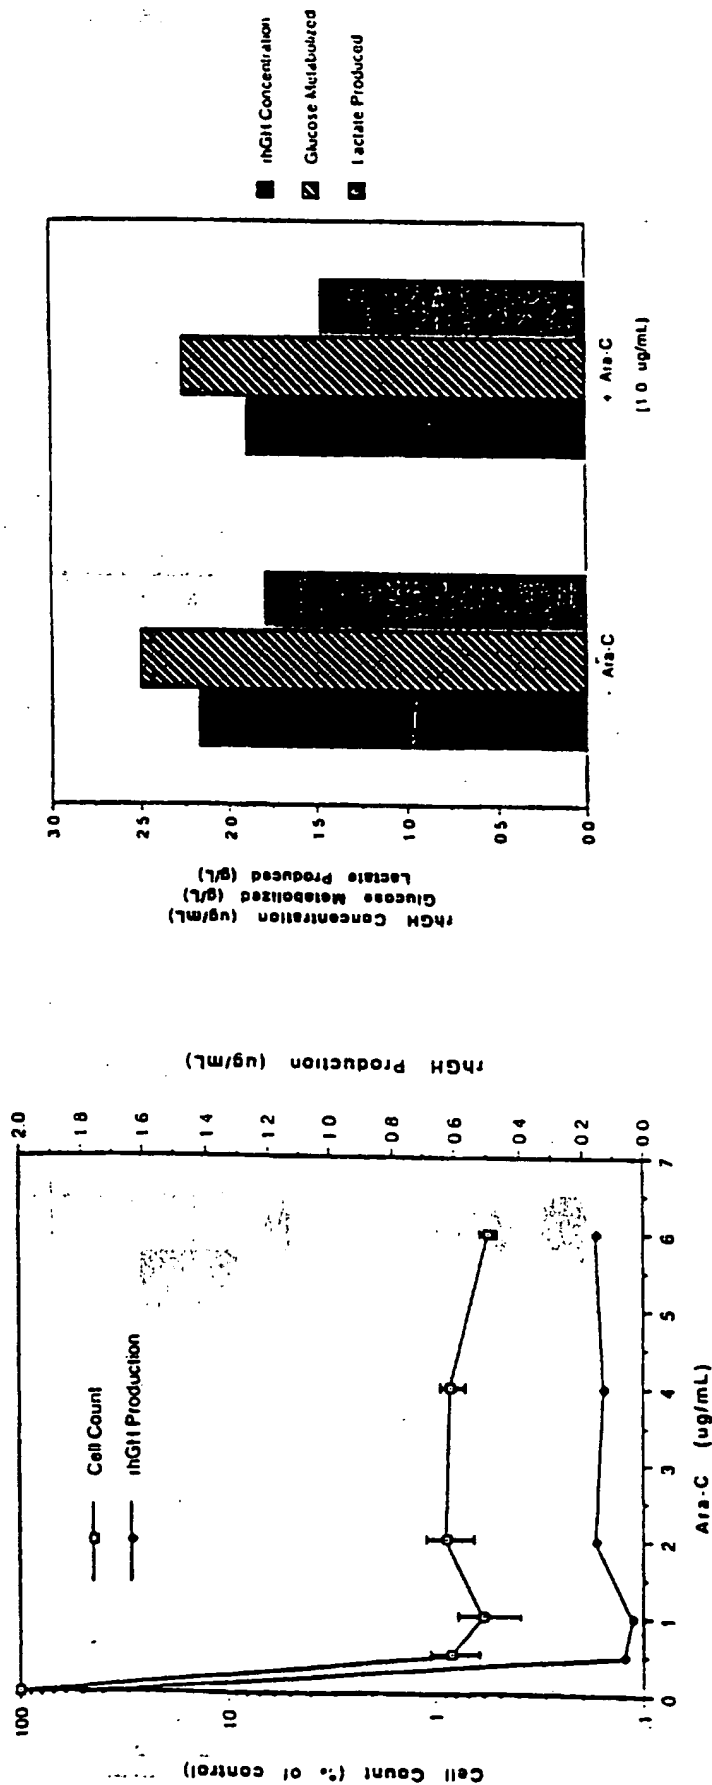 Cell Count (% of control)
100
10
1
.1
Cell Count
rhGH Production
2.0
1.8
1.6
1.4
1.2
1.0
0.8
0.6
0.4
0.2
0.0
rhGH Production (ug/mL)
0
1
2
3
4
5
6
7
Ara-C (ug/mL)
rhGH Concentration (ug/mL)
Glucose Metabolized (g/L)
Lactate Produced (g/L)
3.0
2.5
2.0
1.5
1.0
0.5
0.0
- Ara-C
+ Ara-C
(1.0 ug/mL)
rhGH Concentration
Glucose Metabolized
Lactate Produced